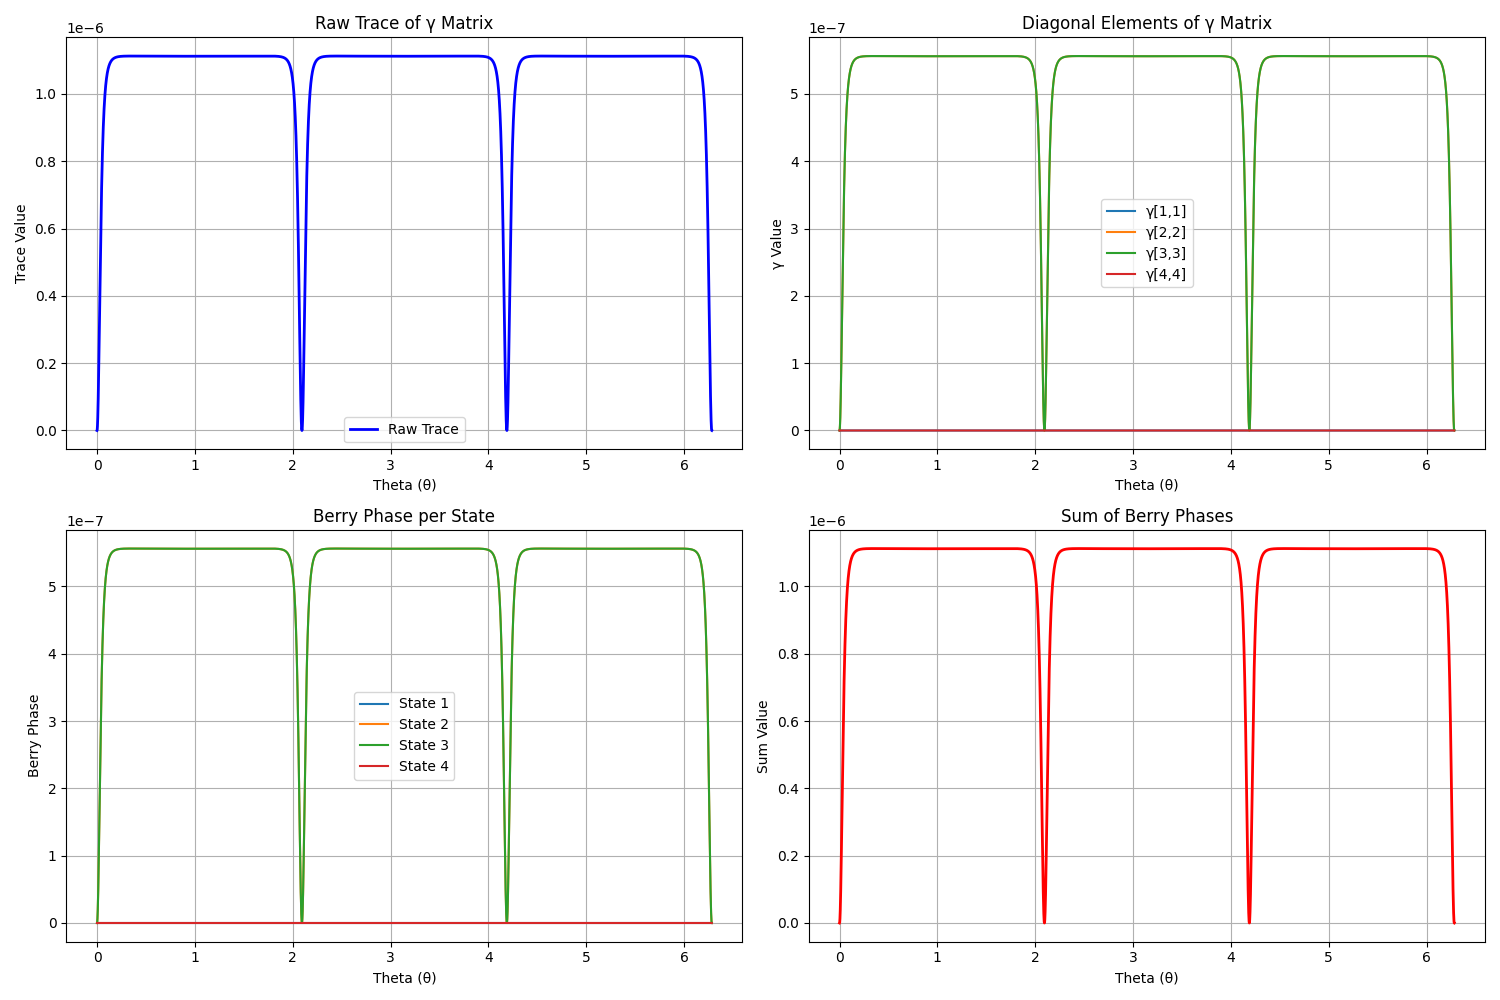 Raw Trace of γ Matrix
1e−6
Trace Value
1.0
0.8
0.6
0.4
0.2
0.0
Raw Trace
0 1 2 3 4 5 6
Theta (θ)
Diagonal Elements of γ Matrix
1e−7
γ Value
5
4
3
2
1
0
γ[1,1]
γ[2,2]
γ[3,3]
γ[4,4]
0 1 2 3 4 5 6
Theta (θ)
Berry Phase per State
1e−7
Berry Phase
5
4
3
2
1
0
State 1
State 2
State 3
State 4
0 1 2 3 4 5 6
Theta (θ)
Sum of Berry Phases
1e−6
Sum Value
1.0
0.8
0.6
0.4
0.2
0.0
0 1 2 3 4 5 6
Theta (θ)